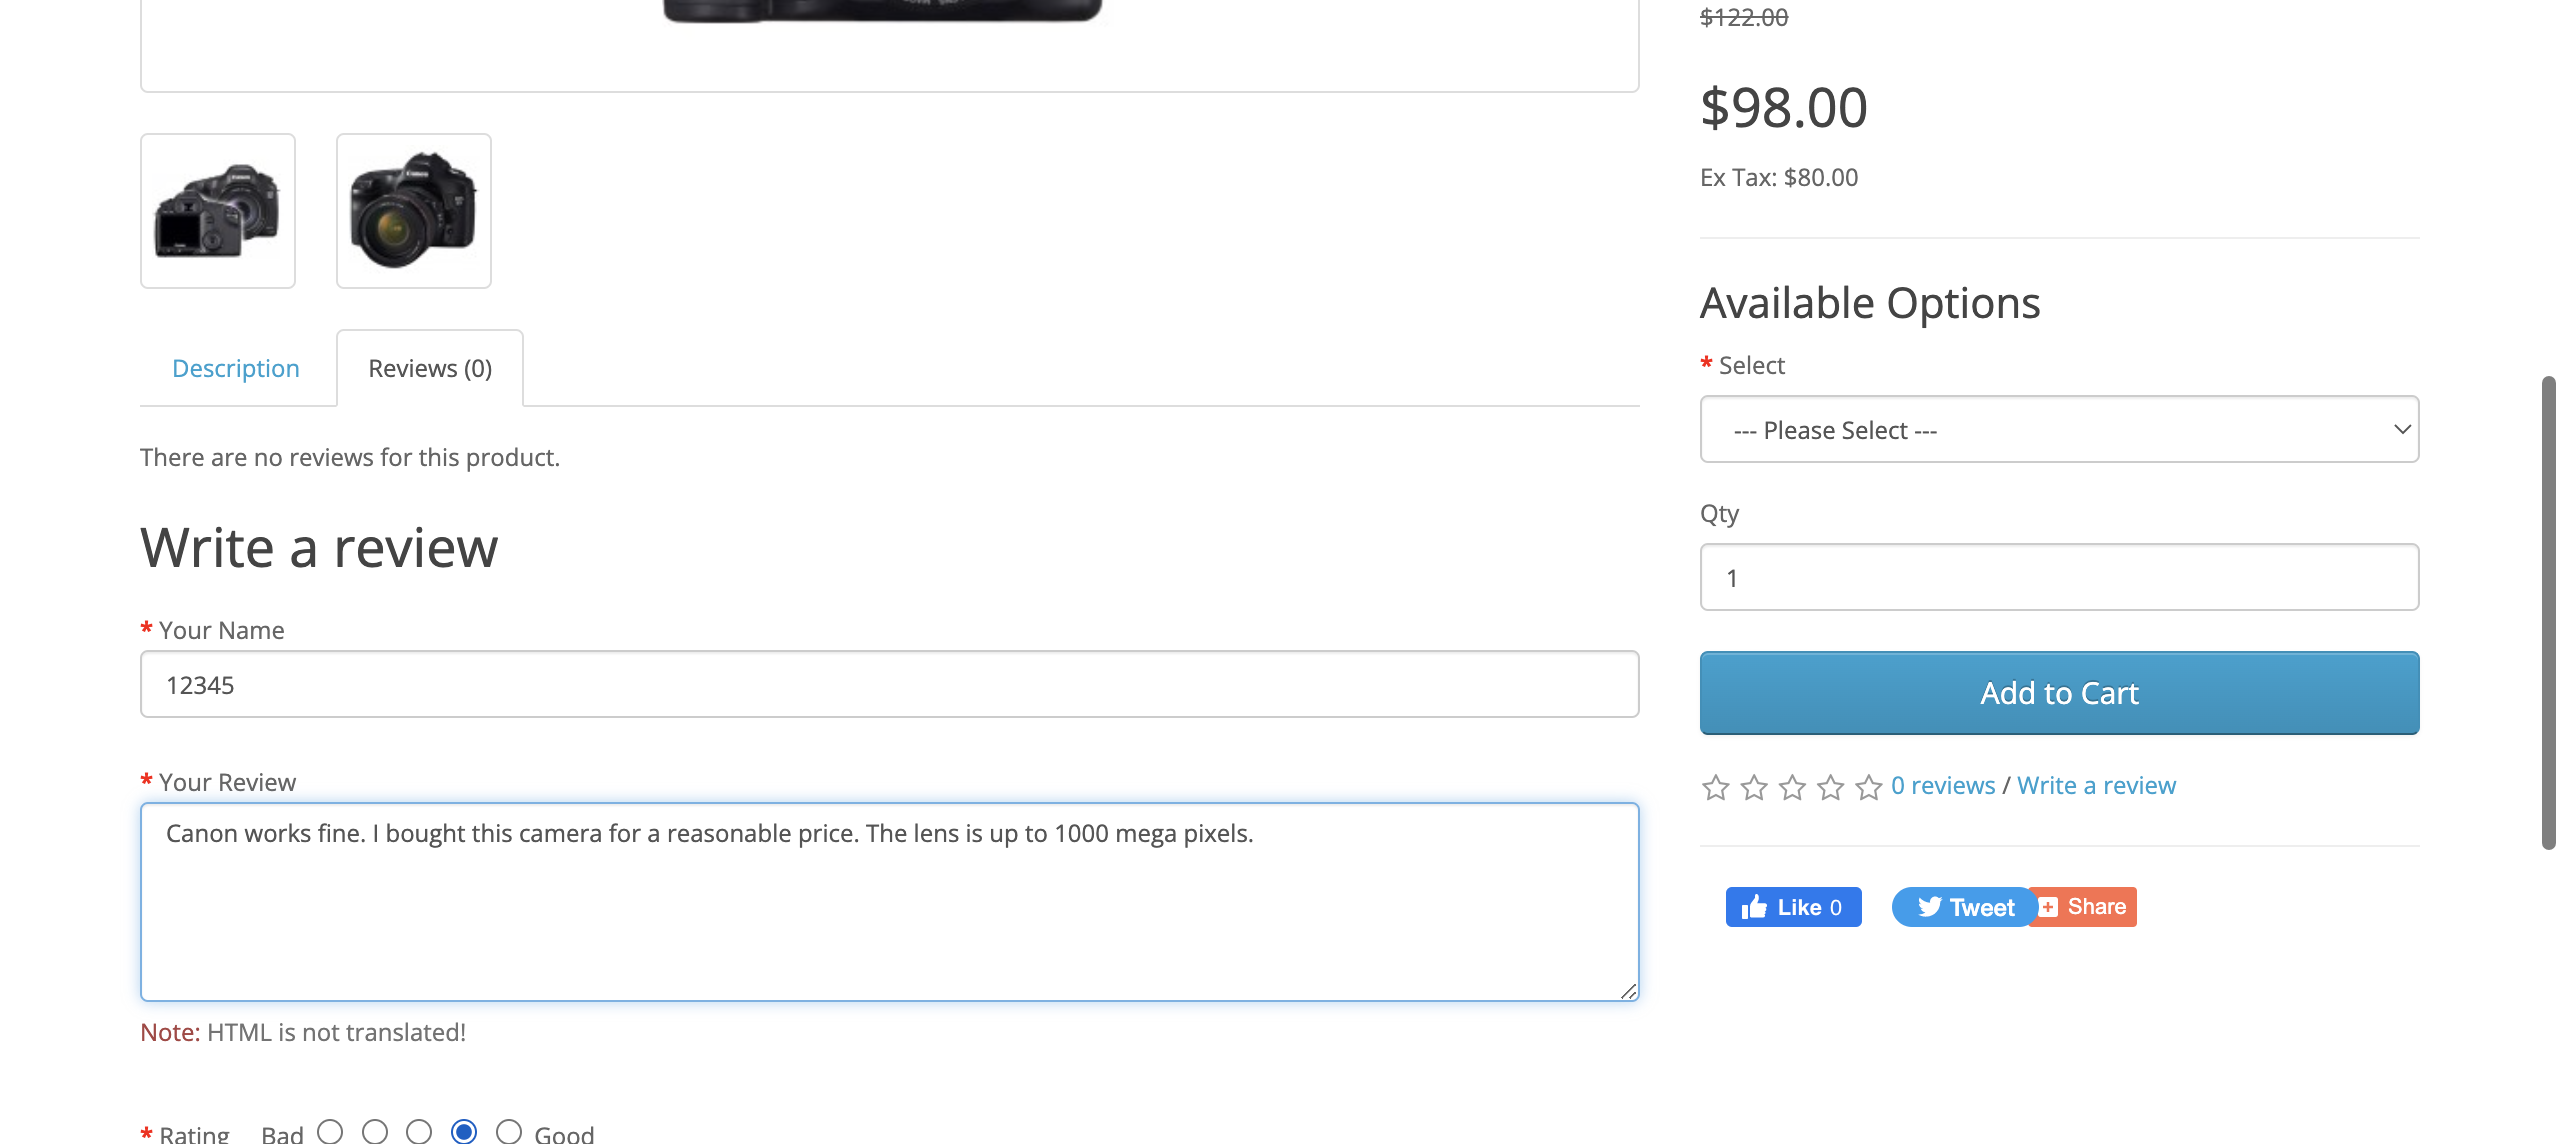 $122.00
$98.00
Ex Tax: $80.00
Description
Reviews (0)
There are no reviews for this product.
Write a review
* Your Name
12345
* Your Review
Canon works fine. I bought this camera for a reasonable price. The lens is up to 1000 mega pixels.
Note: HTML is not translated!
* Rating Bad Good
Available Options
* Select
--- Please Select ---
Qty
1
Add to Cart
0 reviews / Write a review
Like 0
Tweet
Share